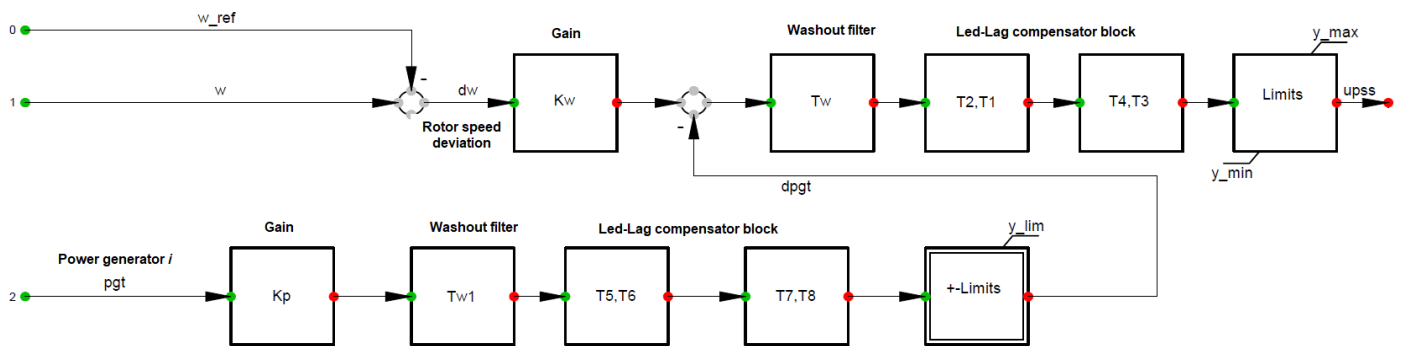 0
w_ref
Gain
Washout filter
Led-Lag compensator block
y_max
-
1
w
dw
Kw
Tw
T2,T1
T4,T3
Limits
upss
Rotor speed
deviation
-
y_min
dpgt
Gain
Washout filter
Led-Lag compensator block
y_lim
Power generator i
pgt
2
Kp
Tw1
T5,T6
T7,T8
+-Limits